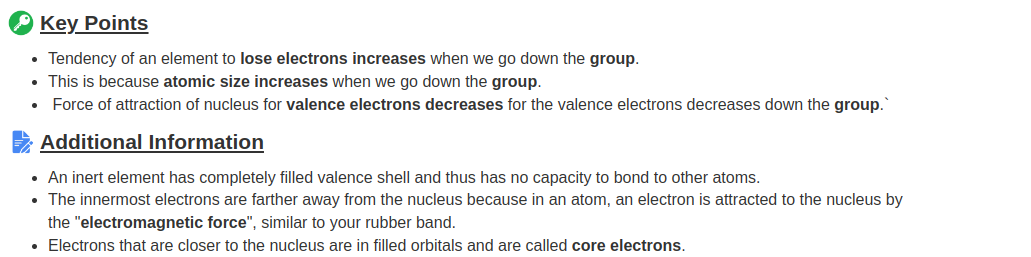 Key Points
• Tendency of an element to lose electrons increases when we go down the group.
• This is because atomic size increases when we go down the group.
• Force of attraction of nucleus for valence electrons decreases for the valence electrons decreases down the group.`
Additional Information
• An inert element has completely filled valence shell and thus has no capacity to bond to other atoms.
• The innermost electrons are farther away from the nucleus because in an atom, an electron is attracted to the nucleus by
the "electromagnetic force", similar to your rubber band.
• Electrons that are closer to the nucleus are in filled orbitals and are called core electrons.